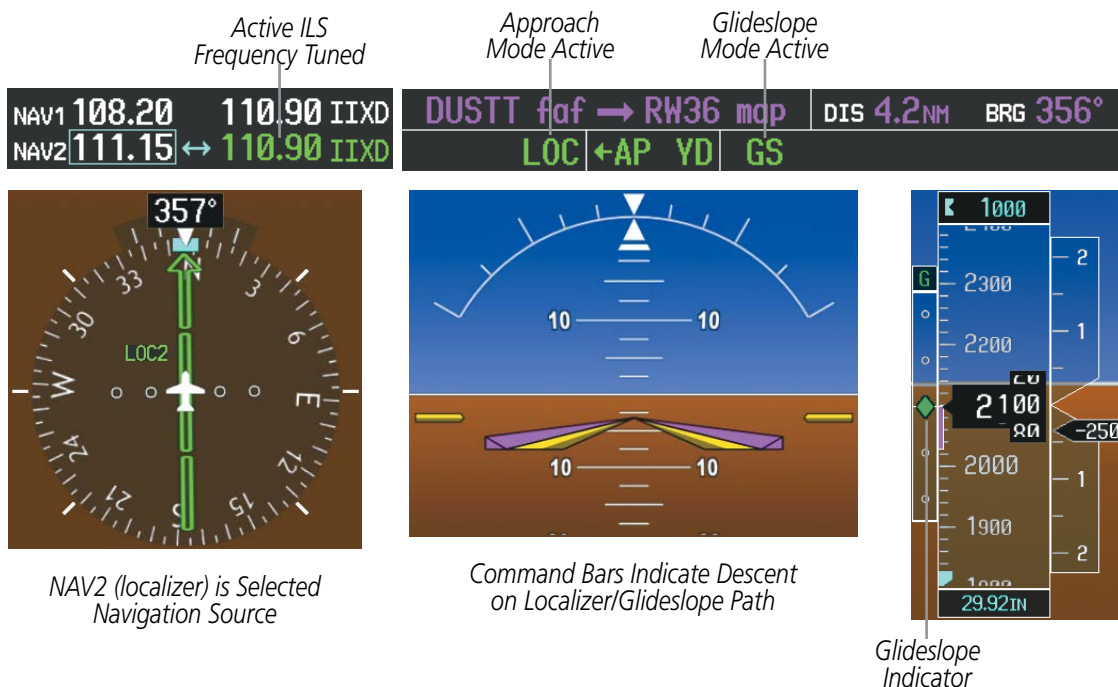 Active ILS
Frequency Tuned
Approach
Mode Active
Glideslope
Mode Active
NAV1 108.20 110.90 IIXD
NAV2 111.15 ↔ 110.90 IIXD
DUSTT faf → RW36 map DIS 4.2NM BRG 356°
LOC ←AP YD GS
357°
N
3
6
E
12
15
S
21
24
W
30
33
LOC2
10 10
10 10
1000
G
2300
2200
20
2100
80
2000
1900
29.92IN
2
1
-250
1
2
NAV2 (localizer) is Selected
Navigation Source
Command Bars Indicate Descent
on Localizer/Glideslope Path
Glideslope
Indicator